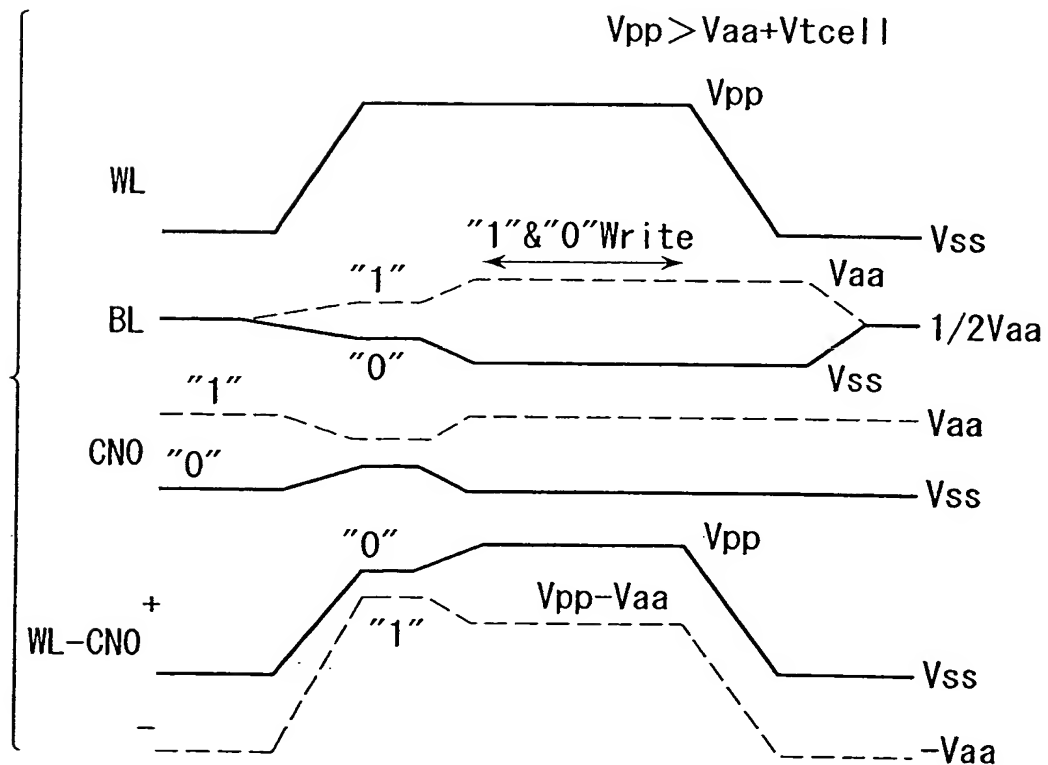 Vpp>Vaa+Vtcell
Vpp
WL
Vss
"1"&"0"Write
"1"
Vaa
BL
1/2Vaa
"0"
Vss
"1"
Vaa
CNO
"0"
Vss
"0"
Vpp
+
Vpp-Vaa
"1"
WL-CNO
Vss
-
-Vaa